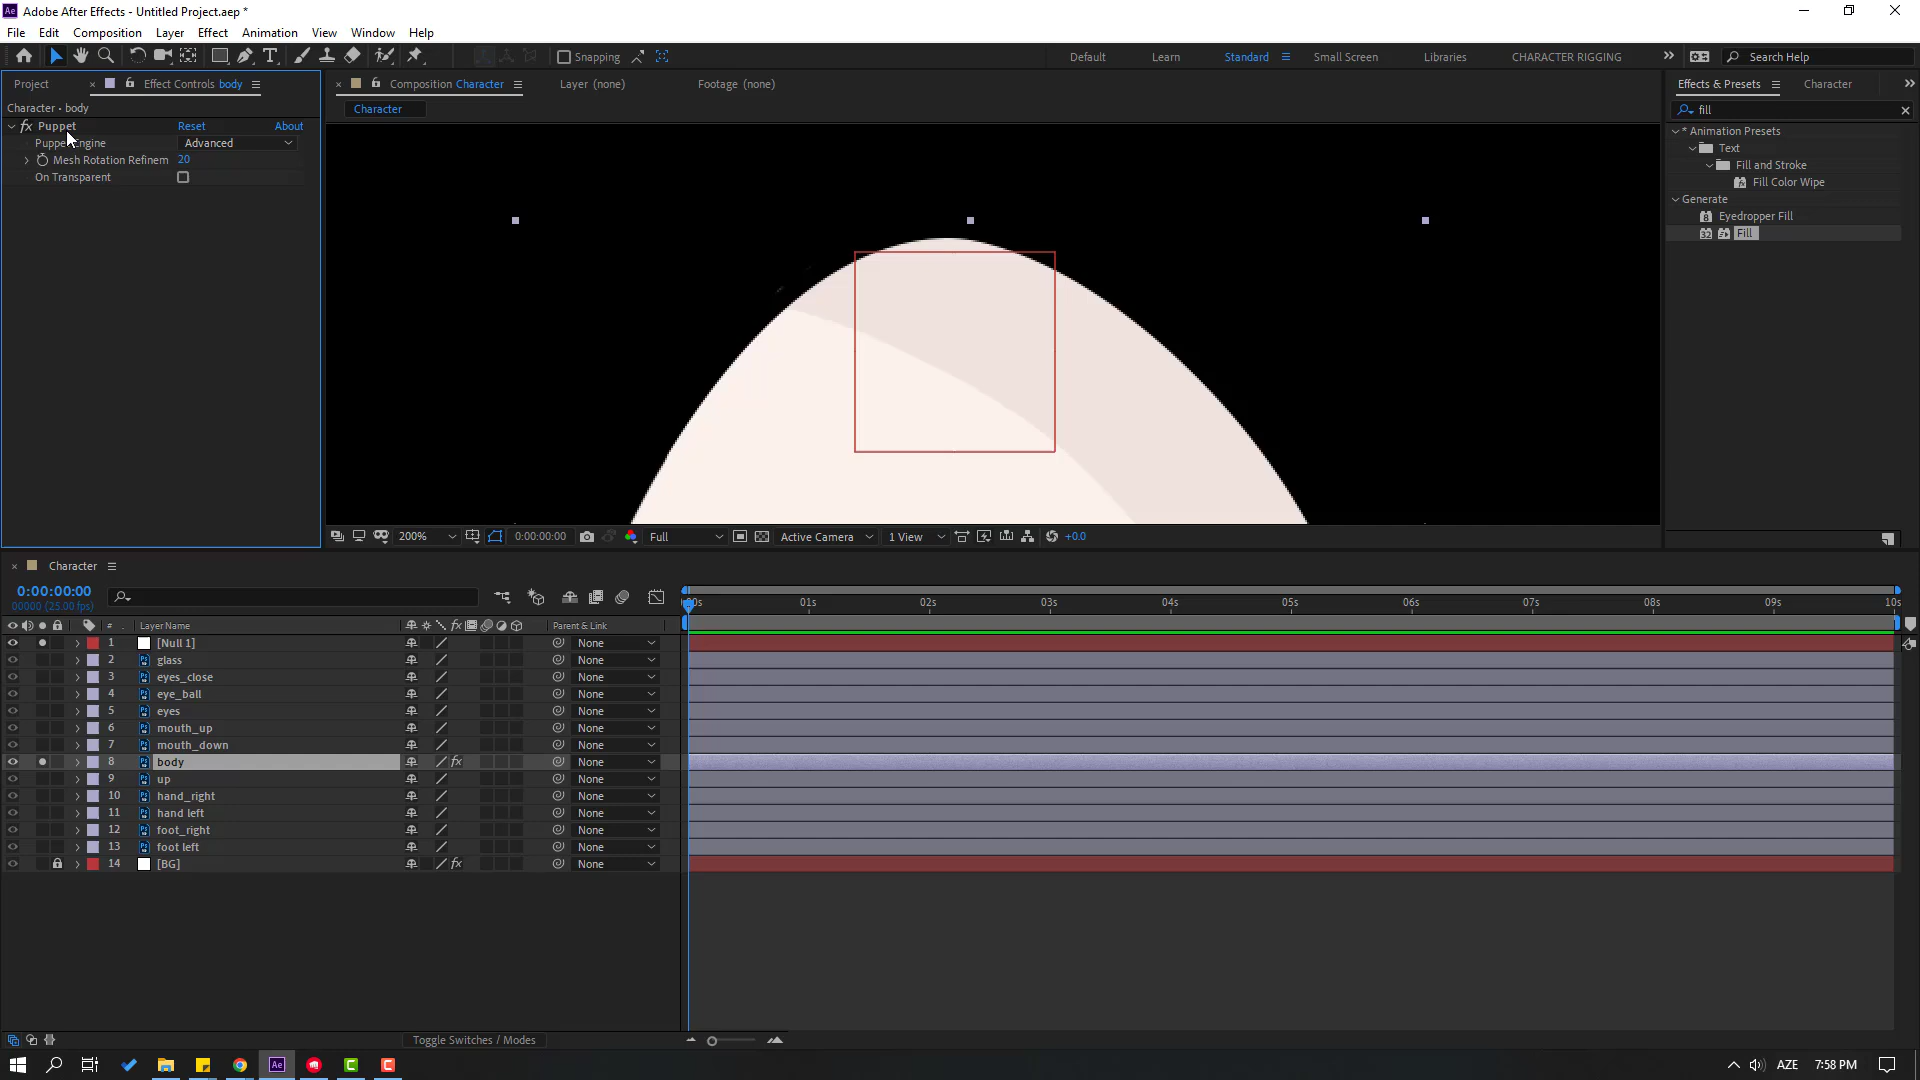 Adobe After Effects - Untitled Project.aep *
File Edit Composition Layer Effect Animation View Window Help
Snapping
Default Learn Standard Small Screen Libraries CHARACTER RIGGING
Search Help
Project
Effect Controls body
Composition Character
Layer (none)
Footage (none)
Effects & Presets
Character
Character • body
Character
fill
fx Puppet Reset About
Advanced
Mesh Rotation Refinem 20
On Transparent
* Animation Presets
Text
Fill and Stroke
Fill Color Wipe
Generate
Eyedropper Fill
Fill
200%
0:00:00:00
Full
Active Camera
1 View
+0.0
Character
0:00:00:00
00000 (25.00 fps)
01s 02s 03s 04s 05s 06s 07s 08s 09s 10s
# Layer Name Parent & Link
1 [Null 1] None
2 glass None
3 eyes_close None
4 eye_ball None
5 eyes None
6 mouth_up None
7 mouth_down None
8 body fx None
9 up None
10 hand_right None
11 hand left None
12 foot_right None
13 foot left None
14 [BG] fx None
Toggle Switches / Modes
Ae
AZE 7:58 PM